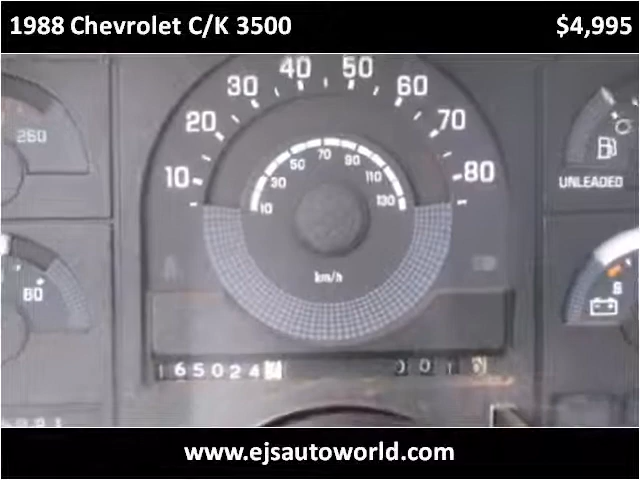 1988 Chevrolet C/K 3500 $4,995
40 50
30 60
20 70
10 80
50 70 90
30 110
10 130
km/h
260
UNLEADED
60
165024
www.ejsautoworld.com